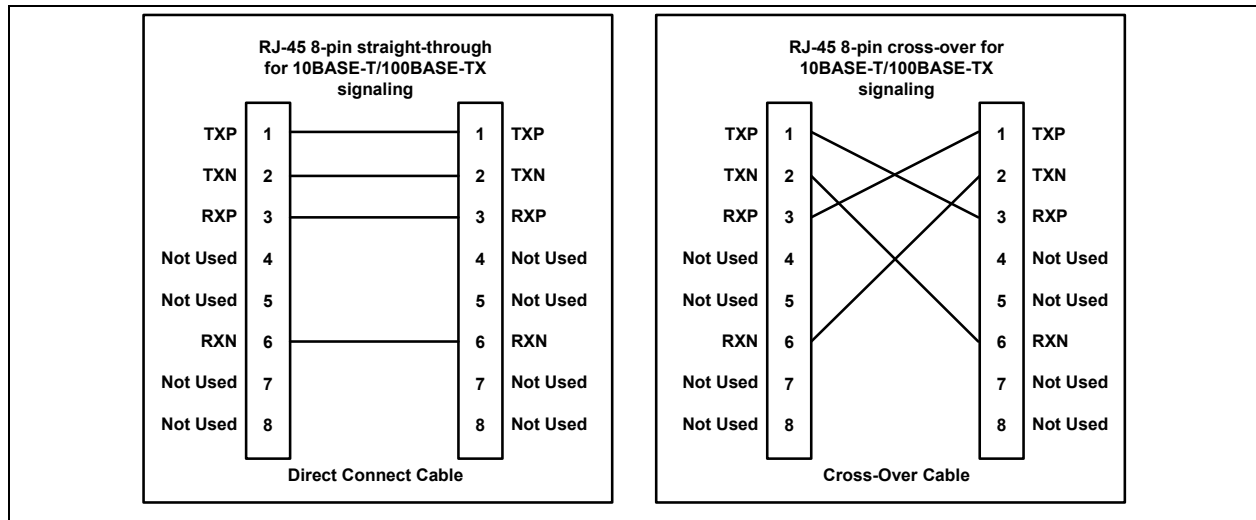 RJ-45 8-pin straight-through
for 10BASE-T/100BASE-TX
signaling
TXP 1 1 TXP
TXN 2 2 TXN
RXP 3 3 RXP
Not Used 4 4 Not Used
Not Used 5 5 Not Used
RXN 6 6 RXN
Not Used 7 7 Not Used
Not Used 8 8 Not Used
Direct Connect Cable
RJ-45 8-pin cross-over for
10BASE-T/100BASE-TX
signaling
TXP 1 1 TXP
TXN 2 2 TXN
RXP 3 3 RXP
Not Used 4 4 Not Used
Not Used 5 5 Not Used
RXN 6 6 RXN
Not Used 7 7 Not Used
Not Used 8 8 Not Used
Cross-Over Cable